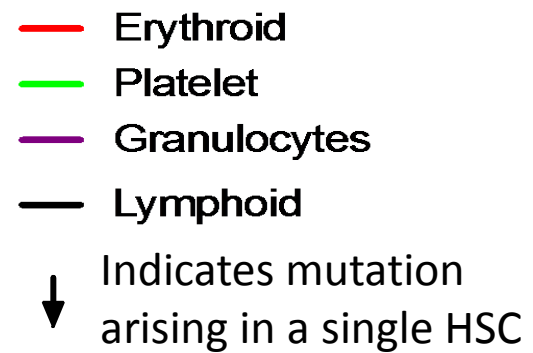 Erythroid
Platelet
Granulocytes
Lymphoid
Indicates mutation
arising in a single HSC